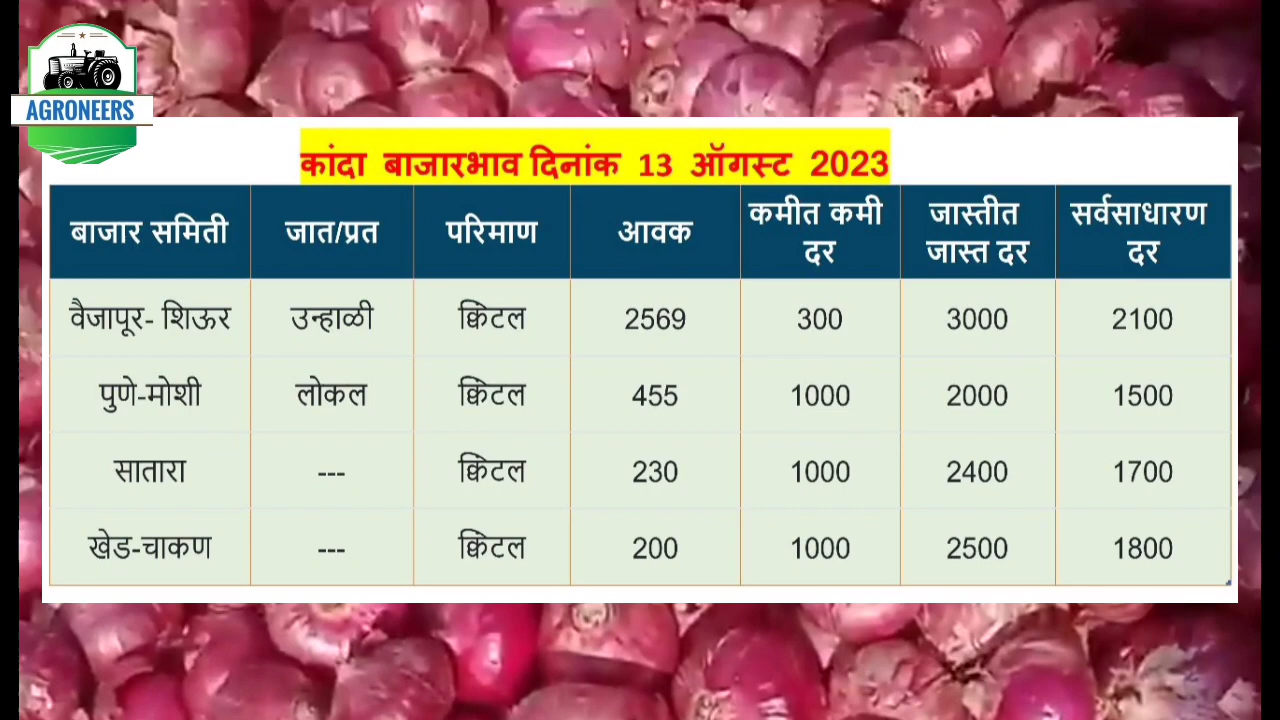 AGRONEERS
कांदा बाजारभाव दिनांक 13 ऑगस्ट 2023
बाजार समिती जात/प्रत परिमाण आवक कमीत कमी दर जास्तीत जास्त दर सर्वसाधारण दर
वैजापूर- शिऊर उन्हाळी क्विंटल 2569 300 3000 2100
पुणे-मोशी लोकल क्विंटल 455 1000 2000 1500
सातारा --- क्विंटल 230 1000 2400 1700
खेड-चाकण --- क्विंटल 200 1000 2500 1800